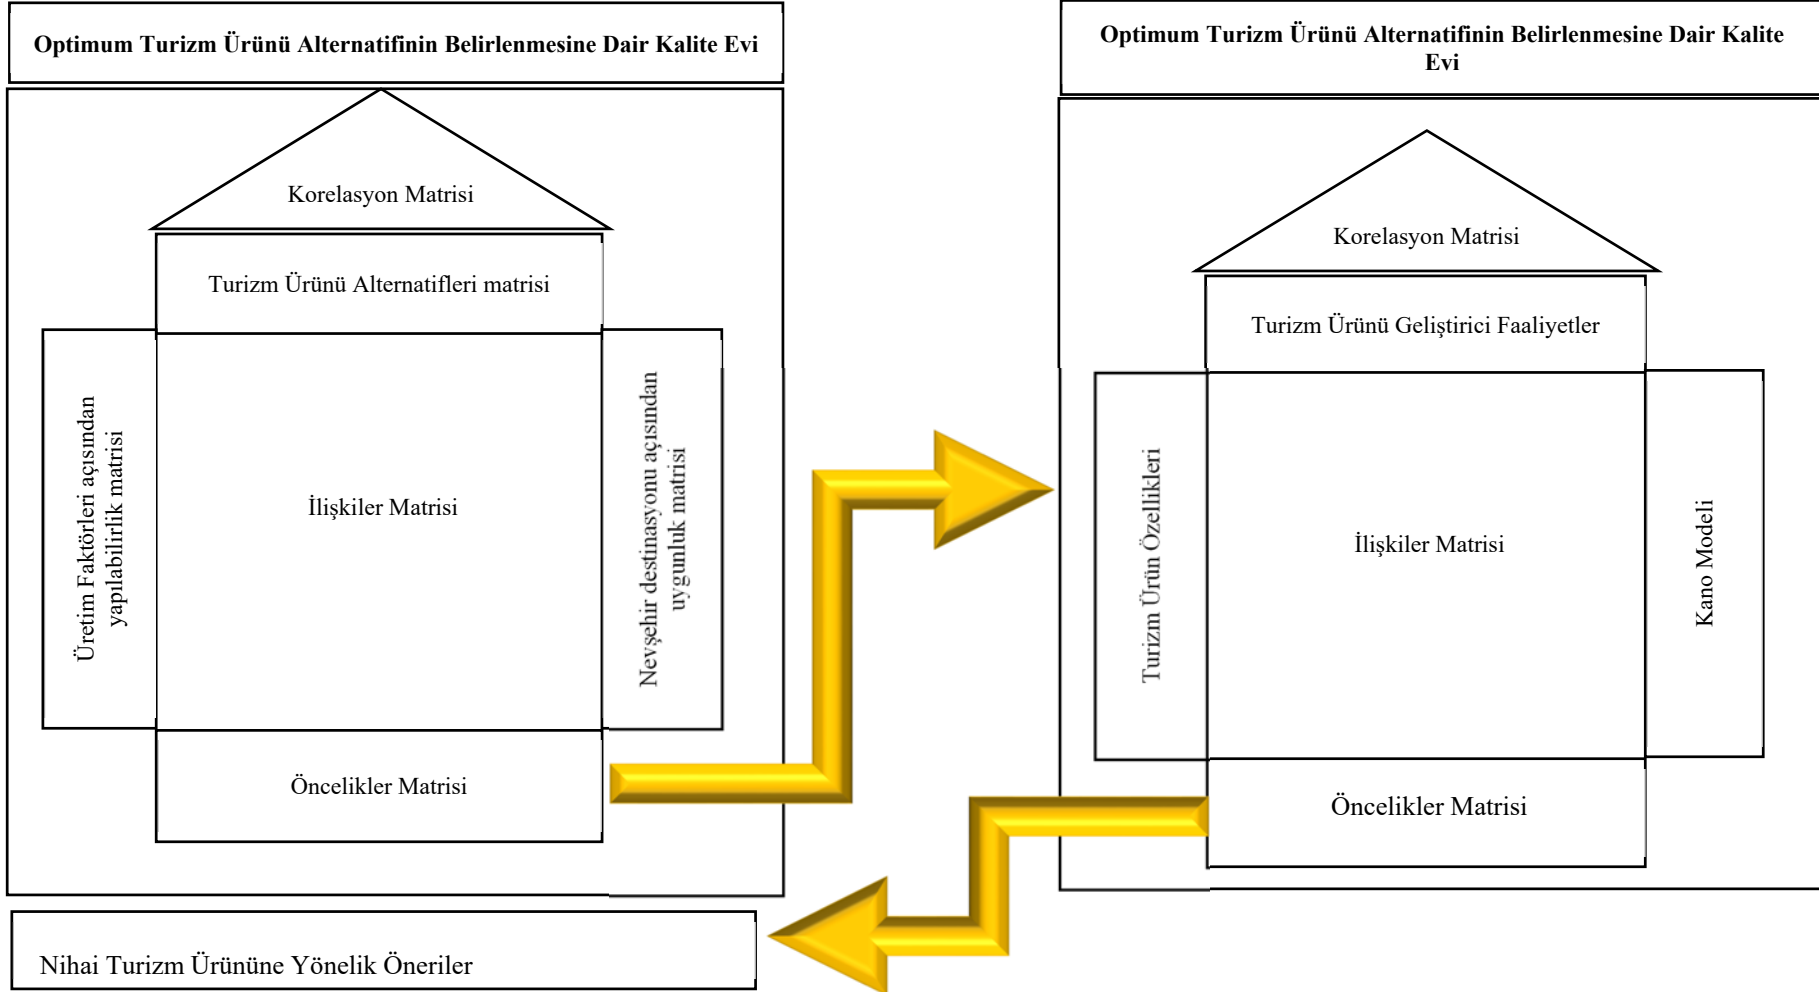 Optimum Turizm Ürünü Alternatifinin Belirlenmesine Dair Kalite Evi
Korelasyon Matrisi
Turizm Ürünü Alternatifleri matrisi
Üretim Faktörleri açısından
yapılabilirlik matrisi
İlişkiler Matrisi
Nevşehir destinasyonu açısından
uygunluk matrisi
Öncelikler Matrisi
Optimum Turizm Ürünü Alternatifinin Belirlenmesine Dair Kalite
Evi
Korelasyon Matrisi
Turizm Ürünü Geliştirici Faaliyetler
Turizm Ürün Özellikleri
İlişkiler Matrisi
Kano Modeli
Öncelikler Matrisi
Nihai Turizm Ürününe Yönelik Öneriler